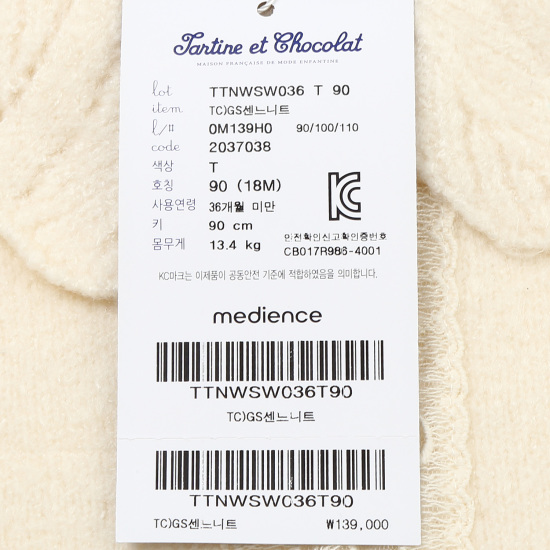 Tartine et Chocolat
MAISON FRANÇAISE DE MODE ENFANTINE
lot TTNWSW036 T 90
item TC)GS센느니트
l/# 0M139H0 90/100/110
code 2037038
색상 T
호칭 90 (18M)
사용연령 36개월 미만
키 90 cm
몸무게 13.4 kg
안전확인신고확인증번호
CB017R986-4001
KC마크는 이제품이 공통안전 기준에 적합하였음을 의미합니다.
medience
TTNWSW036T90
TC)GS센느니트
TTNWSW036T90
TC)GS센느니트 ₩139,000